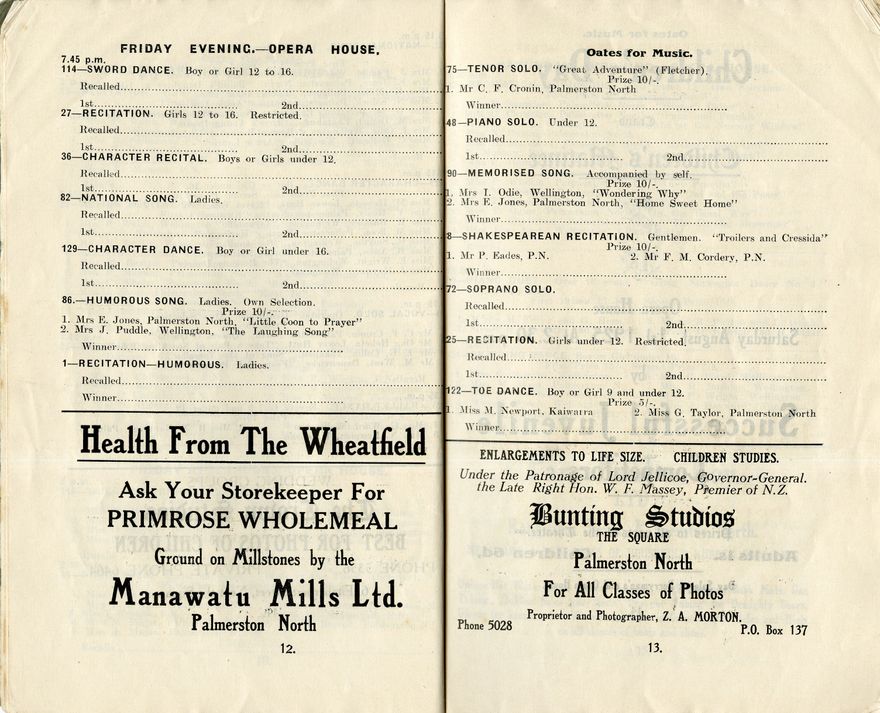 FRIDAY EVENING.—OPERA HOUSE.
7.45 p.m.
114—SWORD DANCE. Boy or Girl 12 to 16.
Recalled
1st 2nd
27—RECITATION. Girls 12 to 16. Restricted.
Recalled
1st 2nd
36—CHARACTER RECITAL. Boys or Girls under 12.
Recalled
1st 2nd
82—NATIONAL SONG. Ladies.
Recalled
1st 2nd
129—CHARACTER DANCE. Boy or Girl under 16.
Recalled
1st 2nd
86.—HUMOROUS SONG. Ladies. Own Selection.
Prize 10/-.
1. Mrs E. Jones, Palmerston North, "Little Coon to Prayer"
2. Mrs J. Puddle, Wellington, "The Laughing Song"
Winner
1—RECITATION—HUMOROUS. Ladies.
Recalled
Winner
Health From The Wheatfield
Ask Your Storekeeper For
PRIMROSE WHOLEMEAL
Ground on Millstones by the
Manawatu Mills Ltd.
Palmerston North
12.
Oates for Music.
75—TENOR SOLO. "Great Adventure" (Fletcher).
Prize 10/-.
1. Mr C. F. Cronin, Palmerston North
Winner
48—PIANO SOLO. Under 12.
Recalled
1st 2nd
90—MEMORISED SONG. Accompanied by self.
Prize 10/-.
1. Mrs I. Odie, Wellington, "Wondering Why"
2. Mrs E. Jones, Palmerston North, "Home Sweet Home"
Winner
8—SHAKESPEAREAN RECITATION. Gentlemen. "Troilers and Cressida"
Prize 10/-.
1. Mr P. Eades, P.N. 2. Mr F. M. Cordery, P.N.
Winner
72—SOPRANO SOLO.
Recalled
1st 2nd
25—RECITATION. Girls under 12. Restricted.
Recalled
1st 2nd
122—TOE DANCE. Boy or Girl 9 and under 12.
Prize 5/-.
1. Miss M. Newport, Kaiwarra 2. Miss G. Taylor, Palmerston North
Winner
ENLARGEMENTS TO LIFE SIZE. CHILDREN STUDIES.
Under the Patronage of Lord Jellicoe, Governor-General.
the Late Right Hon. W. F. Massey, Premier of N.Z.
Bunting Studios
THE SQUARE
Palmerston North
For All Classes of Photos
Proprietor and Photographer, Z. A. MORTON.
Phone 5028 P.O. Box 137
13.